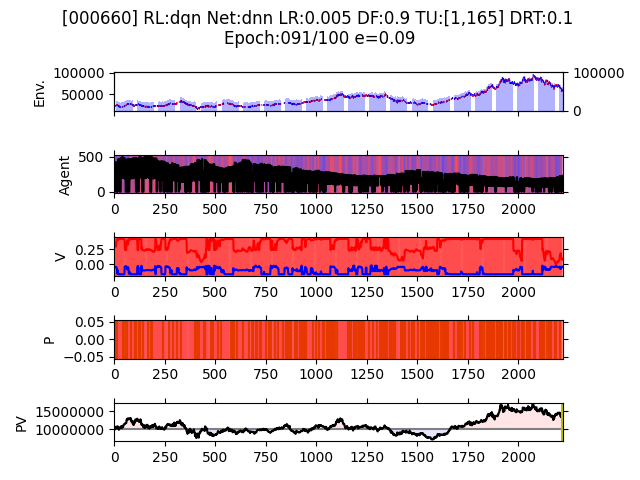 [000660] RL:dqn Net:dnn LR:0.005 DF:0.9 TU:[1,165] DRT:0.1
Epoch:091/100 e=0.09
Env.
100000
50000
100000
0
Agent
500
0
0 250 500 750 1000 1250 1500 1750 2000
V
0.25
0.00
0 250 500 750 1000 1250 1500 1750 2000
P
0.05
0.00
−0.05
0 250 500 750 1000 1250 1500 1750 2000
PV
15000000
10000000
0 250 500 750 1000 1250 1500 1750 2000